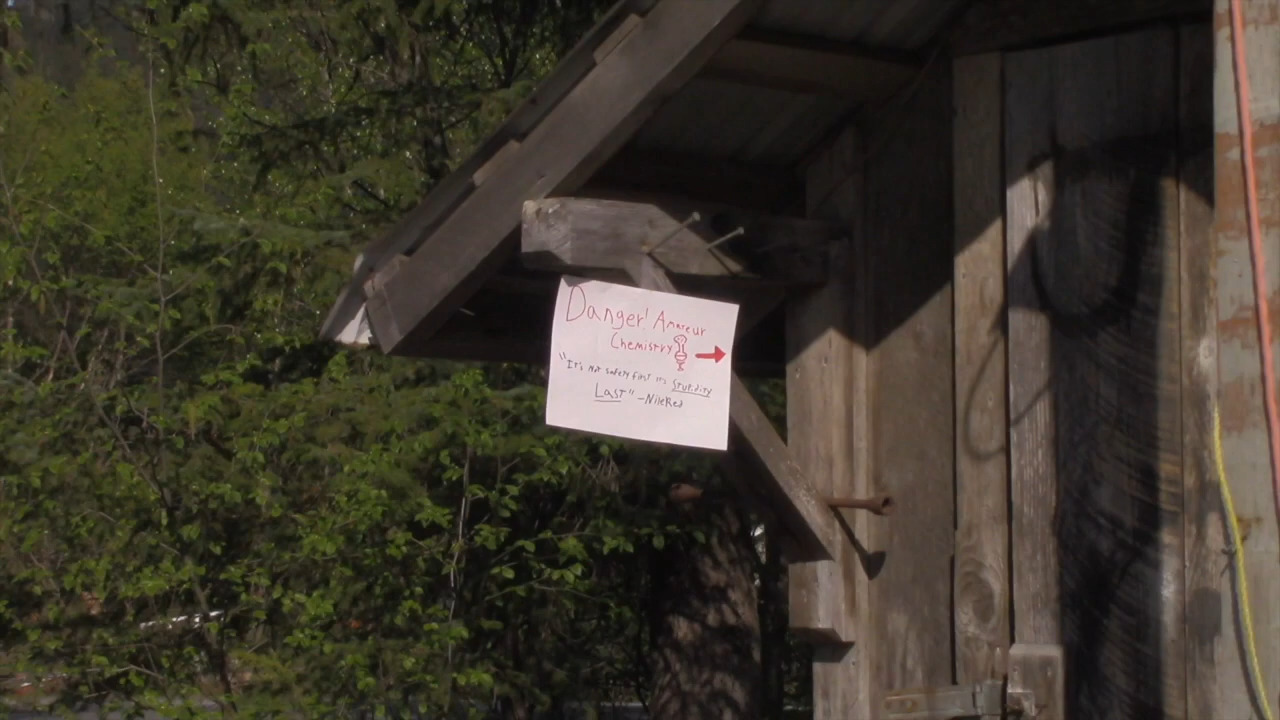 Danger! Amateur
Chemistry
"It's not safety first its Stupidity
Last" -NileRed